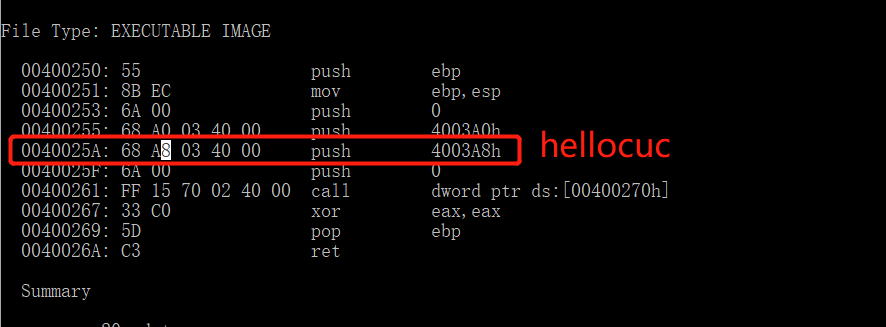 File Type: EXECUTABLE IMAGE
00400250: 55 push ebp
00400251: 8B EC mov ebp,esp
00400253: 6A 00 push 0
00400255: 68 A0 03 40 00 push 4003A0h
0040025A: 68 A8 03 40 00 push 4003A8h hellocuc
0040025F: 6A 00 push 0
00400261: FF 15 70 02 40 00 call dword ptr ds:[00400270h]
00400267: 33 C0 xor eax,eax
00400269: 5D pop ebp
0040026A: C3 ret
Summary